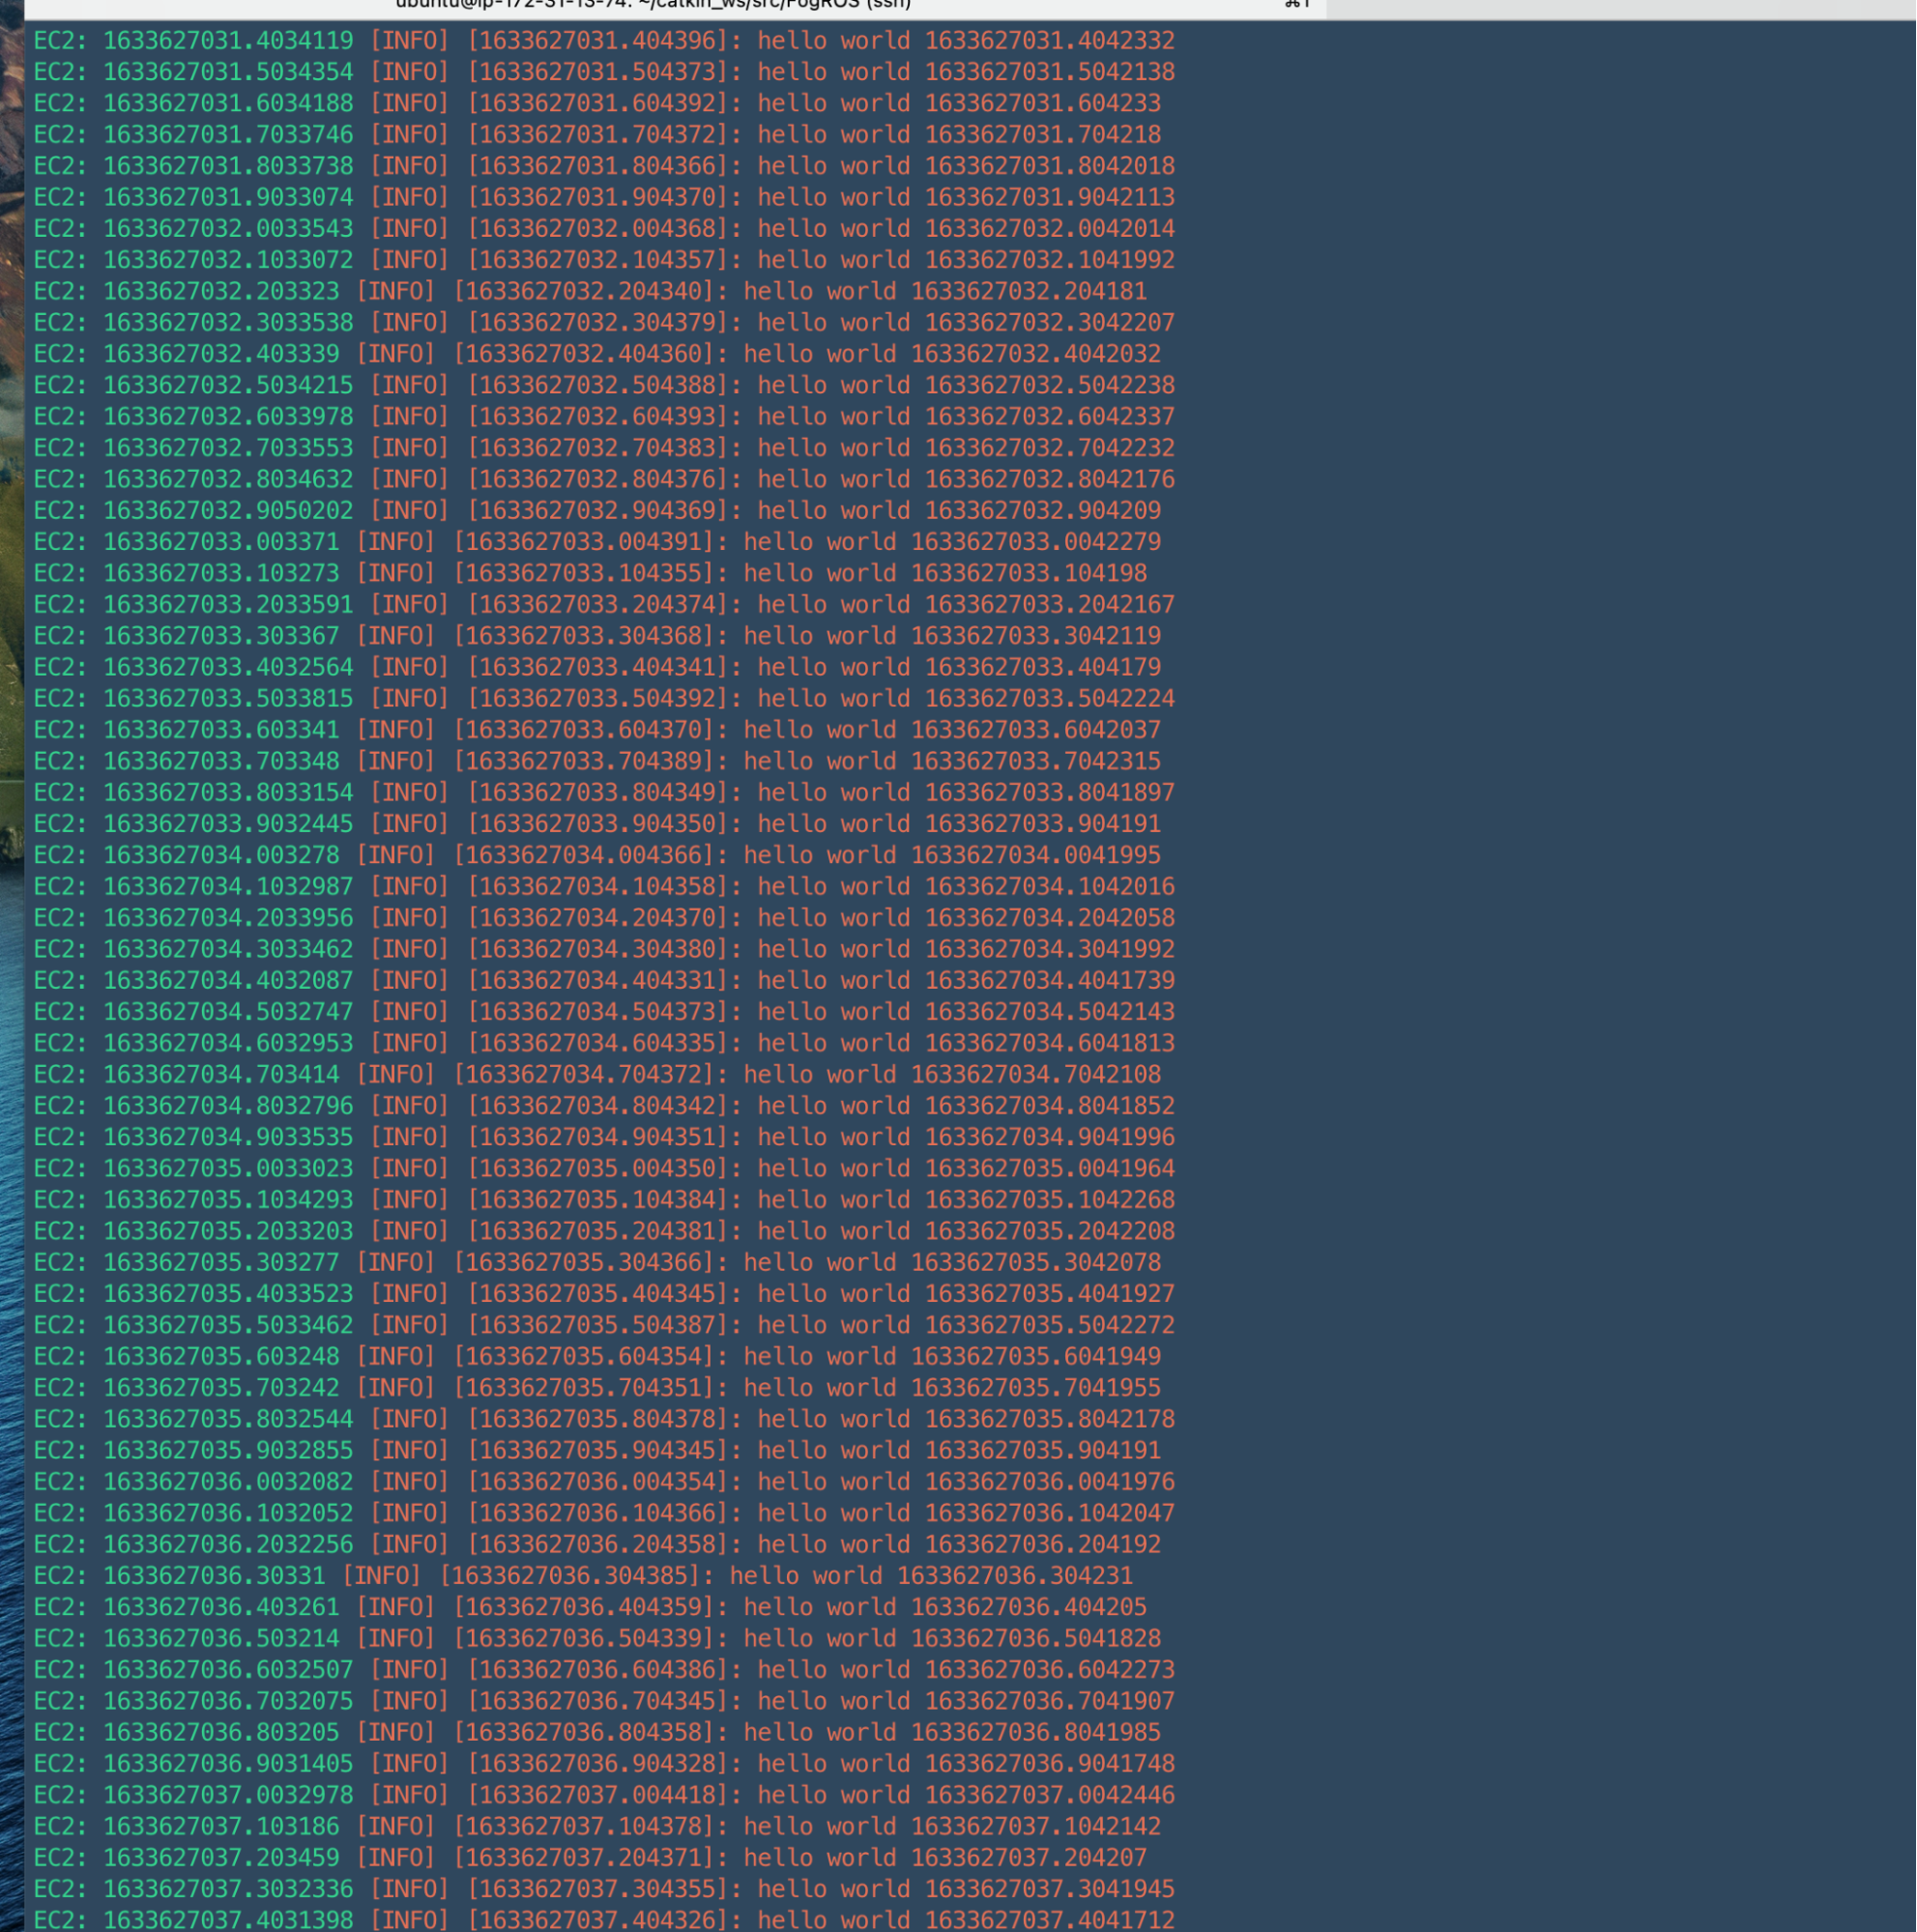 ubuntu@ip-172-31-13-74: ~/catkin_ws/src/FogROS (ssh) ⌘1
EC2: 1633627031.4034119 [INFO] [1633627031.404396]: hello world 1633627031.4042332
EC2: 1633627031.5034354 [INFO] [1633627031.504373]: hello world 1633627031.5042138
EC2: 1633627031.6034188 [INFO] [1633627031.604392]: hello world 1633627031.604233
EC2: 1633627031.7033746 [INFO] [1633627031.704372]: hello world 1633627031.704218
EC2: 1633627031.8033738 [INFO] [1633627031.804366]: hello world 1633627031.8042018
EC2: 1633627031.9033074 [INFO] [1633627031.904370]: hello world 1633627031.9042113
EC2: 1633627032.0033543 [INFO] [1633627032.004368]: hello world 1633627032.0042014
EC2: 1633627032.1033072 [INFO] [1633627032.104357]: hello world 1633627032.1041992
EC2: 1633627032.203323 [INFO] [1633627032.204340]: hello world 1633627032.204181
EC2: 1633627032.3033538 [INFO] [1633627032.304379]: hello world 1633627032.3042207
EC2: 1633627032.403339 [INFO] [1633627032.404360]: hello world 1633627032.4042032
EC2: 1633627032.5034215 [INFO] [1633627032.504388]: hello world 1633627032.5042238
EC2: 1633627032.6033978 [INFO] [1633627032.604393]: hello world 1633627032.6042337
EC2: 1633627032.7033553 [INFO] [1633627032.704383]: hello world 1633627032.7042232
EC2: 1633627032.8034632 [INFO] [1633627032.804376]: hello world 1633627032.8042176
EC2: 1633627032.9050202 [INFO] [1633627032.904369]: hello world 1633627032.904209
EC2: 1633627033.003371 [INFO] [1633627033.004391]: hello world 1633627033.0042279
EC2: 1633627033.103273 [INFO] [1633627033.104355]: hello world 1633627033.104198
EC2: 1633627033.2033591 [INFO] [1633627033.204374]: hello world 1633627033.2042167
EC2: 1633627033.303367 [INFO] [1633627033.304368]: hello world 1633627033.3042119
EC2: 1633627033.4032564 [INFO] [1633627033.404341]: hello world 1633627033.404179
EC2: 1633627033.5033815 [INFO] [1633627033.504392]: hello world 1633627033.5042224
EC2: 1633627033.603341 [INFO] [1633627033.604370]: hello world 1633627033.6042037
EC2: 1633627033.703348 [INFO] [1633627033.704389]: hello world 1633627033.7042315
EC2: 1633627033.8033154 [INFO] [1633627033.804349]: hello world 1633627033.8041897
EC2: 1633627033.9032445 [INFO] [1633627033.904350]: hello world 1633627033.904191
EC2: 1633627034.003278 [INFO] [1633627034.004366]: hello world 1633627034.0041995
EC2: 1633627034.1032987 [INFO] [1633627034.104358]: hello world 1633627034.1042016
EC2: 1633627034.2033956 [INFO] [1633627034.204370]: hello world 1633627034.2042058
EC2: 1633627034.3033462 [INFO] [1633627034.304380]: hello world 1633627034.3041992
EC2: 1633627034.4032087 [INFO] [1633627034.404331]: hello world 1633627034.4041739
EC2: 1633627034.5032747 [INFO] [1633627034.504373]: hello world 1633627034.5042143
EC2: 1633627034.6032953 [INFO] [1633627034.604335]: hello world 1633627034.6041813
EC2: 1633627034.703414 [INFO] [1633627034.704372]: hello world 1633627034.7042108
EC2: 1633627034.8032796 [INFO] [1633627034.804342]: hello world 1633627034.8041852
EC2: 1633627034.9033535 [INFO] [1633627034.904351]: hello world 1633627034.9041996
EC2: 1633627035.0033023 [INFO] [1633627035.004350]: hello world 1633627035.0041964
EC2: 1633627035.1034293 [INFO] [1633627035.104384]: hello world 1633627035.1042268
EC2: 1633627035.2033203 [INFO] [1633627035.204381]: hello world 1633627035.2042208
EC2: 1633627035.303277 [INFO] [1633627035.304366]: hello world 1633627035.3042078
EC2: 1633627035.4033523 [INFO] [1633627035.404345]: hello world 1633627035.4041927
EC2: 1633627035.5033462 [INFO] [1633627035.504387]: hello world 1633627035.5042272
EC2: 1633627035.603248 [INFO] [1633627035.604354]: hello world 1633627035.6041949
EC2: 1633627035.703242 [INFO] [1633627035.704351]: hello world 1633627035.7041955
EC2: 1633627035.8032544 [INFO] [1633627035.804378]: hello world 1633627035.8042178
EC2: 1633627035.9032855 [INFO] [1633627035.904345]: hello world 1633627035.904191
EC2: 1633627036.0032082 [INFO] [1633627036.004354]: hello world 1633627036.0041976
EC2: 1633627036.1032052 [INFO] [1633627036.104366]: hello world 1633627036.1042047
EC2: 1633627036.2032256 [INFO] [1633627036.204358]: hello world 1633627036.204192
EC2: 1633627036.30331 [INFO] [1633627036.304385]: hello world 1633627036.304231
EC2: 1633627036.403261 [INFO] [1633627036.404359]: hello world 1633627036.404205
EC2: 1633627036.503214 [INFO] [1633627036.504339]: hello world 1633627036.5041828
EC2: 1633627036.6032507 [INFO] [1633627036.604386]: hello world 1633627036.6042273
EC2: 1633627036.7032075 [INFO] [1633627036.704345]: hello world 1633627036.7041907
EC2: 1633627036.803205 [INFO] [1633627036.804358]: hello world 1633627036.8041985
EC2: 1633627036.9031405 [INFO] [1633627036.904328]: hello world 1633627036.9041748
EC2: 1633627037.0032978 [INFO] [1633627037.004418]: hello world 1633627037.0042446
EC2: 1633627037.103186 [INFO] [1633627037.104378]: hello world 1633627037.1042142
EC2: 1633627037.203459 [INFO] [1633627037.204371]: hello world 1633627037.204207
EC2: 1633627037.3032336 [INFO] [1633627037.304355]: hello world 1633627037.3041945
EC2: 1633627037.4031398 [INFO] [1633627037.404326]: hello world 1633627037.4041712